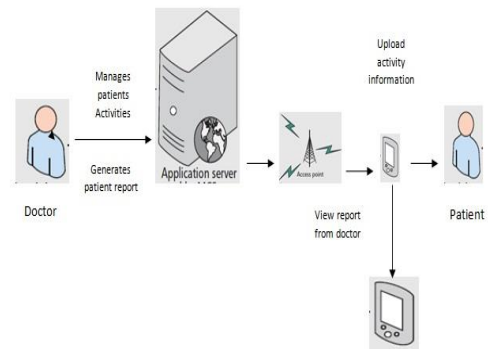 Manages
patients
Activities
Generates
patient report
Doctor
Application server
Access point
Upload
activity
information
View report
from doctor
Patient